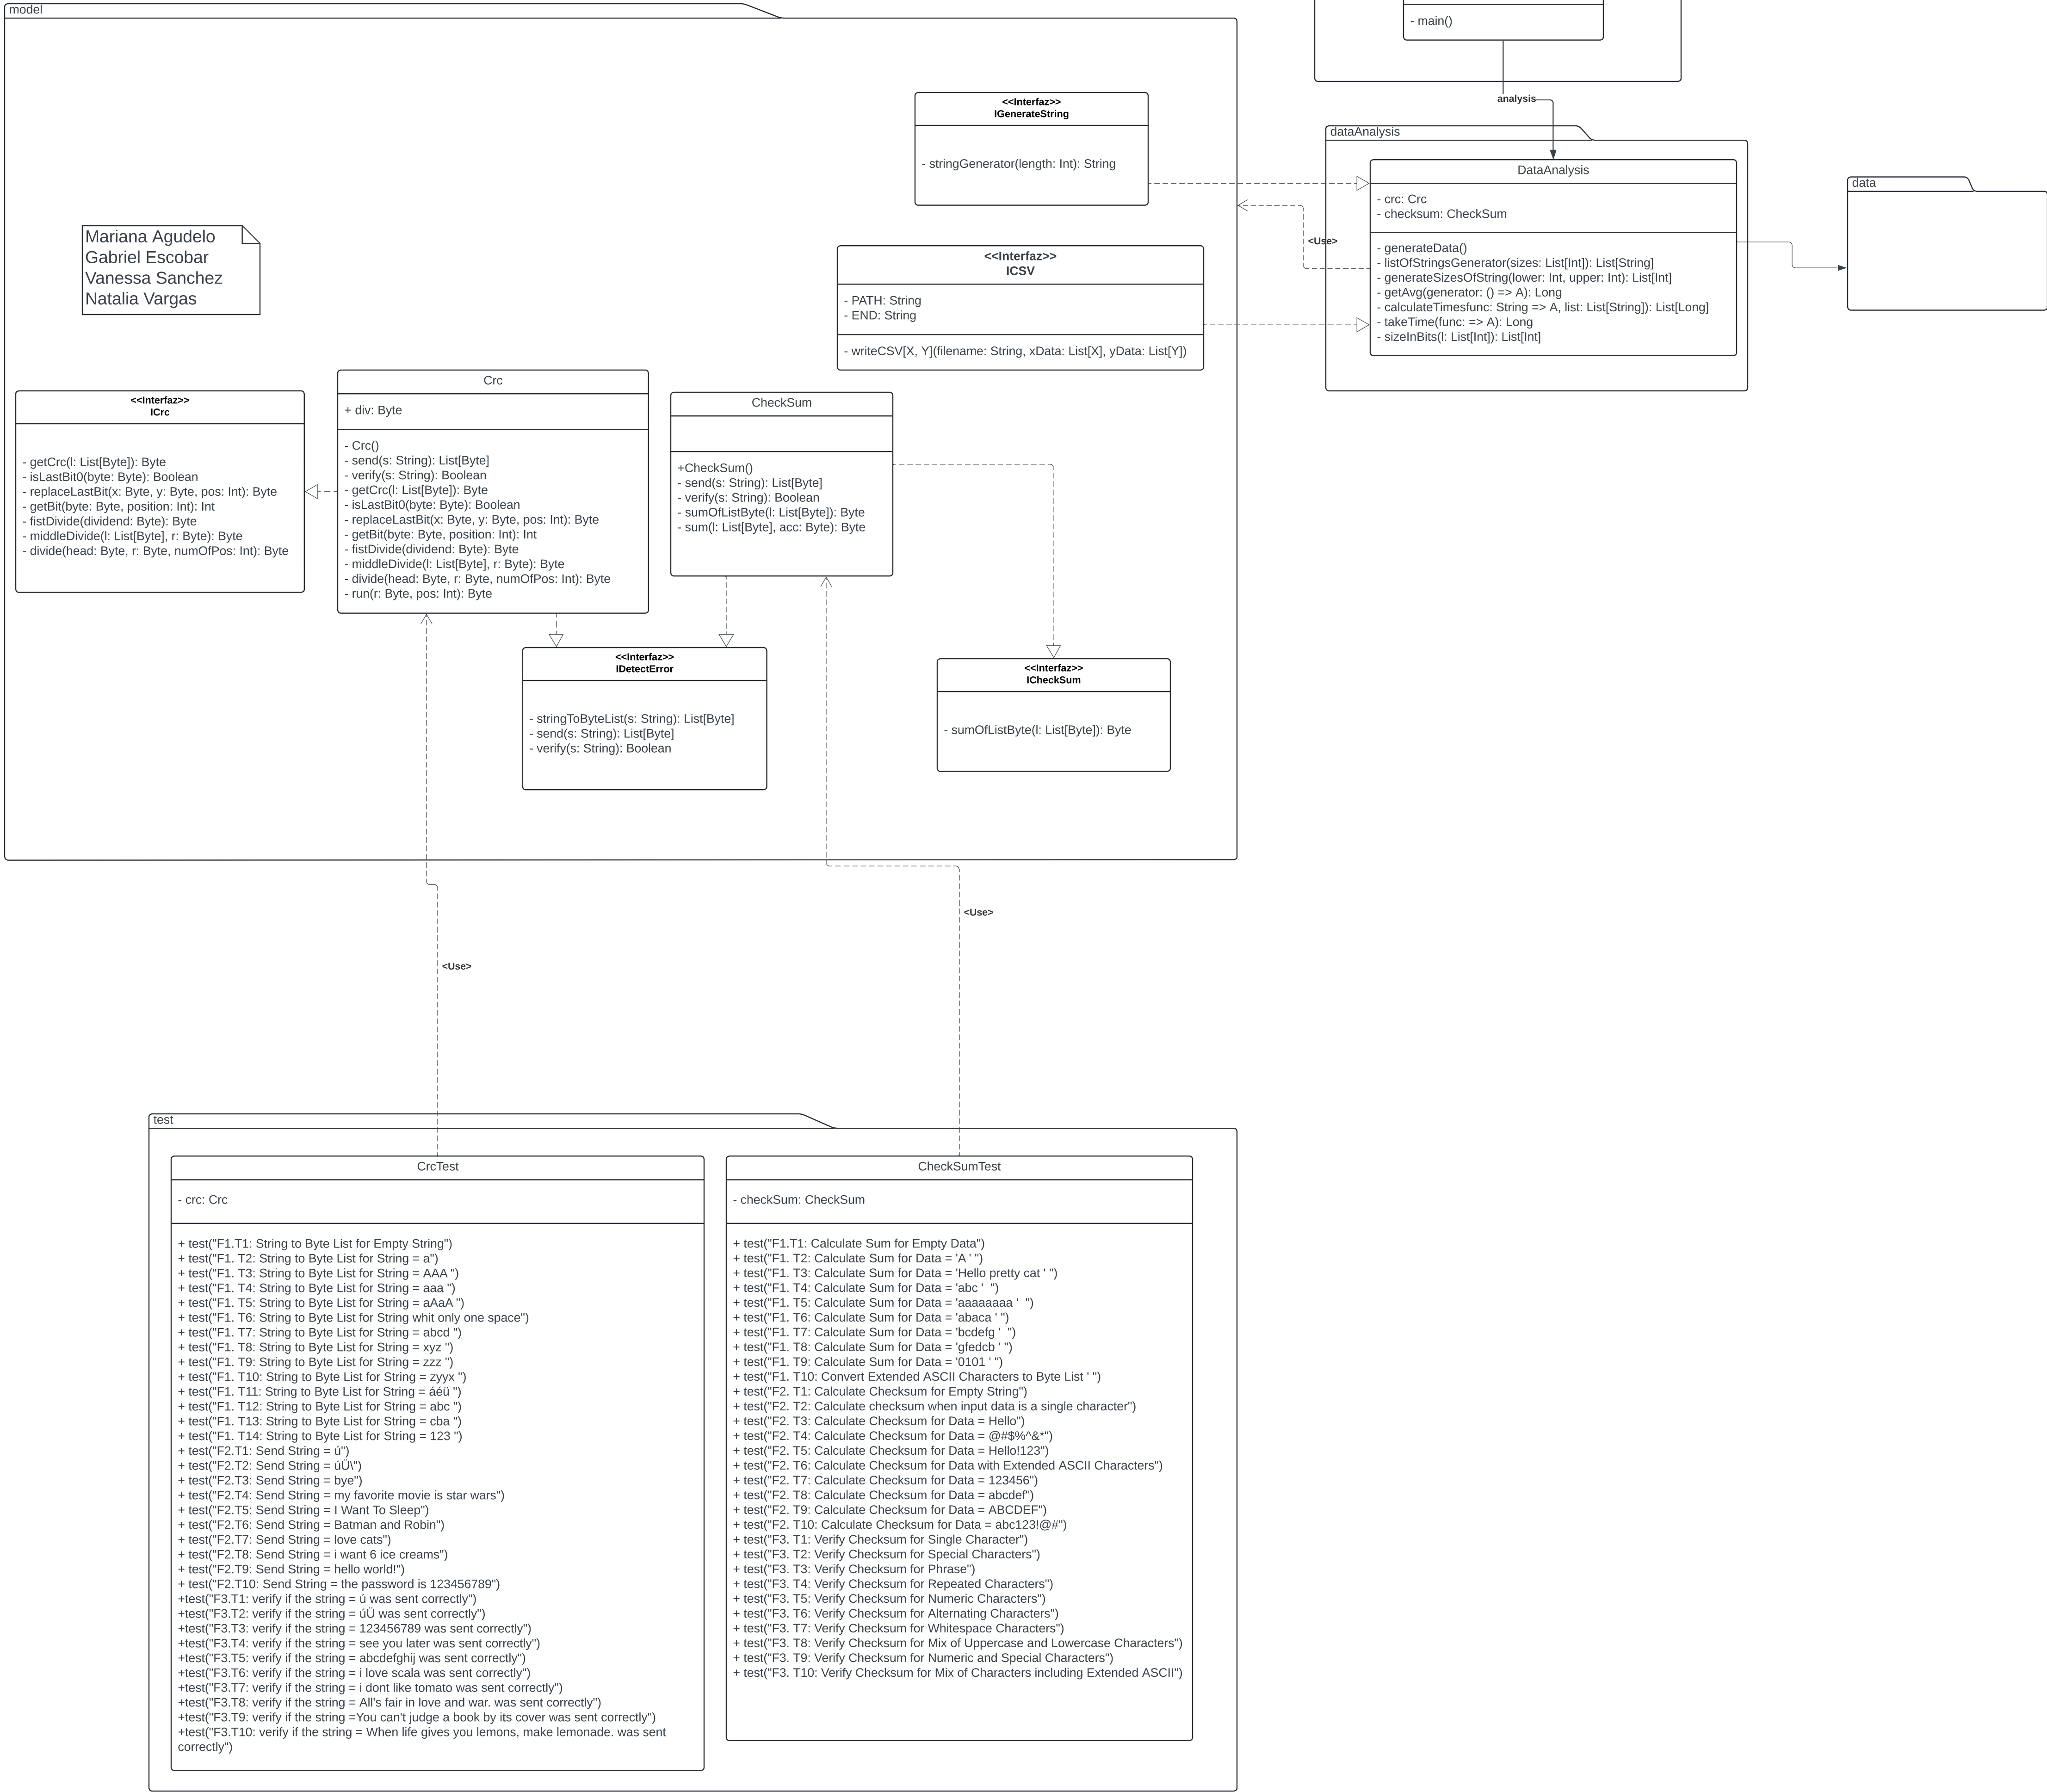 model
- main()
analysis
<<Interfaz>>
IGenerateString
- stringGenerator(length: Int): String
dataAnalysis
DataAnalysis
- crc: Crc
- checksum: CheckSum
- generateData()
- listOfStringsGenerator(sizes: List[Int]): List[String]
- generateSizesOfString(lower: Int, upper: Int): List[Int]
- getAvg(generator: () => A): Long
- calculateTimesfunc: String => A, list: List[String]): List[Long]
- takeTime(func: => A): Long
- sizeInBits(l: List[Int]): List[Int]
data
<Use>
Mariana Agudelo
Gabriel Escobar
Vanessa Sanchez
Natalia Vargas
<<Interfaz>>
ICSV
- PATH: String
- END: String
- writeCSV[X, Y](filename: String, xData: List[X], yData: List[Y])
<<Interfaz>>
ICrc
- getCrc(l: List[Byte]): Byte
- isLastBit0(byte: Byte): Boolean
- replaceLastBit(x: Byte, y: Byte, pos: Int): Byte
- getBit(byte: Byte, position: Int): Int
- fistDivide(dividend: Byte): Byte
- middleDivide(l: List[Byte], r: Byte): Byte
- divide(head: Byte, r: Byte, numOfPos: Int): Byte
Crc
+ div: Byte
- Crc()
- send(s: String): List[Byte]
- verify(s: String): Boolean
- getCrc(l: List[Byte]): Byte
- isLastBit0(byte: Byte): Boolean
- replaceLastBit(x: Byte, y: Byte, pos: Int): Byte
- getBit(byte: Byte, position: Int): Int
- fistDivide(dividend: Byte): Byte
- middleDivide(l: List[Byte], r: Byte): Byte
- divide(head: Byte, r: Byte, numOfPos: Int): Byte
- run(r: Byte, pos: Int): Byte
CheckSum
+CheckSum()
- send(s: String): List[Byte]
- verify(s: String): Boolean
- sumOfListByte(l: List[Byte]): Byte
- sum(l: List[Byte], acc: Byte): Byte
<<Interfaz>>
IDetectError
- stringToByteList(s: String): List[Byte]
- send(s: String): List[Byte]
- verify(s: String): Boolean
<<Interfaz>>
ICheckSum
- sumOfListByte(l: List[Byte]): Byte
<Use>
<Use>
test
CrcTest
- crc: Crc
+ test("F1.T1: String to Byte List for Empty String")
+ test("F1. T2: String to Byte List for String = a")
+ test("F1. T3: String to Byte List for String = AAA ")
+ test("F1. T4: String to Byte List for String = aaa ")
+ test("F1. T5: String to Byte List for String = aAaA ")
+ test("F1. T6: String to Byte List for String whit only one space")
+ test("F1. T7: String to Byte List for String = abcd ")
+ test("F1. T8: String to Byte List for String = xyz ")
+ test("F1. T9: String to Byte List for String = zzz ")
+ test("F1. T10: String to Byte List for String = zyyx ")
+ test("F1. T11: String to Byte List for String = áéü ")
+ test("F1. T12: String to Byte List for String = abc ")
+ test("F1. T13: String to Byte List for String = cba ")
+ test("F1. T14: String to Byte List for String = 123 ")
+ test("F2.T1: Send String = ú")
+ test("F2.T2: Send String = úÜ\")
+ test("F2.T3: Send String = bye")
+ test("F2.T4: Send String = my favorite movie is star wars")
+ test("F2.T5: Send String = I Want To Sleep")
+ test("F2.T6: Send String = Batman and Robin")
+ test("F2.T7: Send String = love cats")
+ test("F2.T8: Send String = i want 6 ice creams")
+ test("F2.T9: Send String = hello world!")
+ test("F2.T10: Send String = the password is 123456789")
+test("F3.T1: verify if the string = ú was sent correctly")
+test("F3.T2: verify if the string = úÜ was sent correctly")
+test("F3.T3: verify if the string = 123456789 was sent correctly")
+test("F3.T4: verify if the string = see you later was sent correctly")
+test("F3.T5: verify if the string = abcdefghij was sent correctly")
+test("F3.T6: verify if the string = i love scala was sent correctly")
+test("F3.T7: verify if the string = i dont like tomato was sent correctly")
+test("F3.T8: verify if the string = All's fair in love and war. was sent correctly")
+test("F3.T9: verify if the string =You can't judge a book by its cover was sent correctly")
+test("F3.T10: verify if the string = When life gives you lemons, make lemonade. was sent
correctly")
CheckSumTest
- checkSum: CheckSum
+ test("F1.T1: Calculate Sum for Empty Data")
+ test("F1. T2: Calculate Sum for Data = 'A ' ")
+ test("F1. T3: Calculate Sum for Data = 'Hello pretty cat ' ")
+ test("F1. T4: Calculate Sum for Data = 'abc '  ")
+ test("F1. T5: Calculate Sum for Data = 'aaaaaaaa '  ")
+ test("F1. T6: Calculate Sum for Data = 'abaca ' ")
+ test("F1. T7: Calculate Sum for Data = 'bcdefg '  ")
+ test("F1. T8: Calculate Sum for Data = 'gfedcb ' ")
+ test("F1. T9: Calculate Sum for Data = '0101 ' ")
+ test("F1. T10: Convert Extended ASCII Characters to Byte List ' ")
+ test("F2. T1: Calculate Checksum for Empty String")
+ test("F2. T2: Calculate checksum when input data is a single character")
+ test("F2. T3: Calculate Checksum for Data = Hello")
+ test("F2. T4: Calculate Checksum for Data = @#$%^&*")
+ test("F2. T5: Calculate Checksum for Data = Hello!123")
+ test("F2. T6: Calculate Checksum for Data with Extended ASCII Characters")
+ test("F2. T7: Calculate Checksum for Data = 123456")
+ test("F2. T8: Calculate Checksum for Data = abcdef")
+ test("F2. T9: Calculate Checksum for Data = ABCDEF")
+ test("F2. T10: Calculate Checksum for Data = abc123!@#")
+ test("F3. T1: Verify Checksum for Single Character")
+ test("F3. T2: Verify Checksum for Special Characters")
+ test("F3. T3: Verify Checksum for Phrase")
+ test("F3. T4: Verify Checksum for Repeated Characters")
+ test("F3. T5: Verify Checksum for Numeric Characters")
+ test("F3. T6: Verify Checksum for Alternating Characters")
+ test("F3. T7: Verify Checksum for Whitespace Characters")
+ test("F3. T8: Verify Checksum for Mix of Uppercase and Lowercase Characters")
+ test("F3. T9: Verify Checksum for Numeric and Special Characters")
+ test("F3. T10: Verify Checksum for Mix of Characters including Extended ASCII")